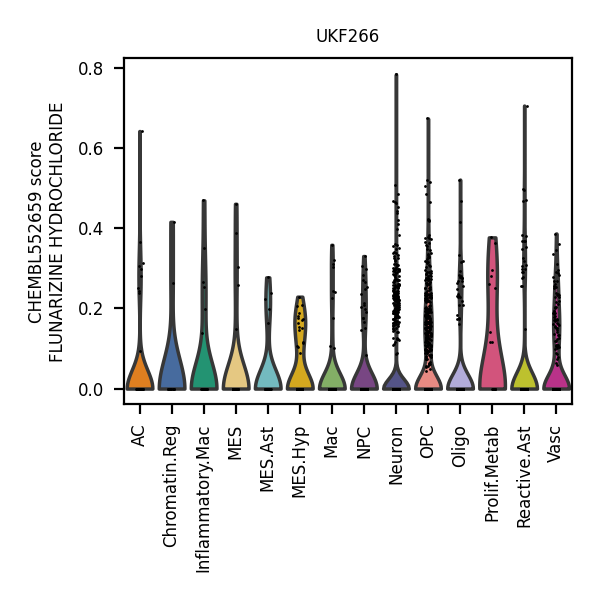 UKF266
CHEMBL552659 score
FLUNARIZINE HYDROCHLORIDE
0.8
0.6
0.4
0.2
0.0
AC
Chromatin.Reg
Inflammatory.Mac
MES
MES.Ast
MES.Hyp
Mac
NPC
Neuron
OPC
Oligo
Prolif.Metab
Reactive.Ast
Vasc